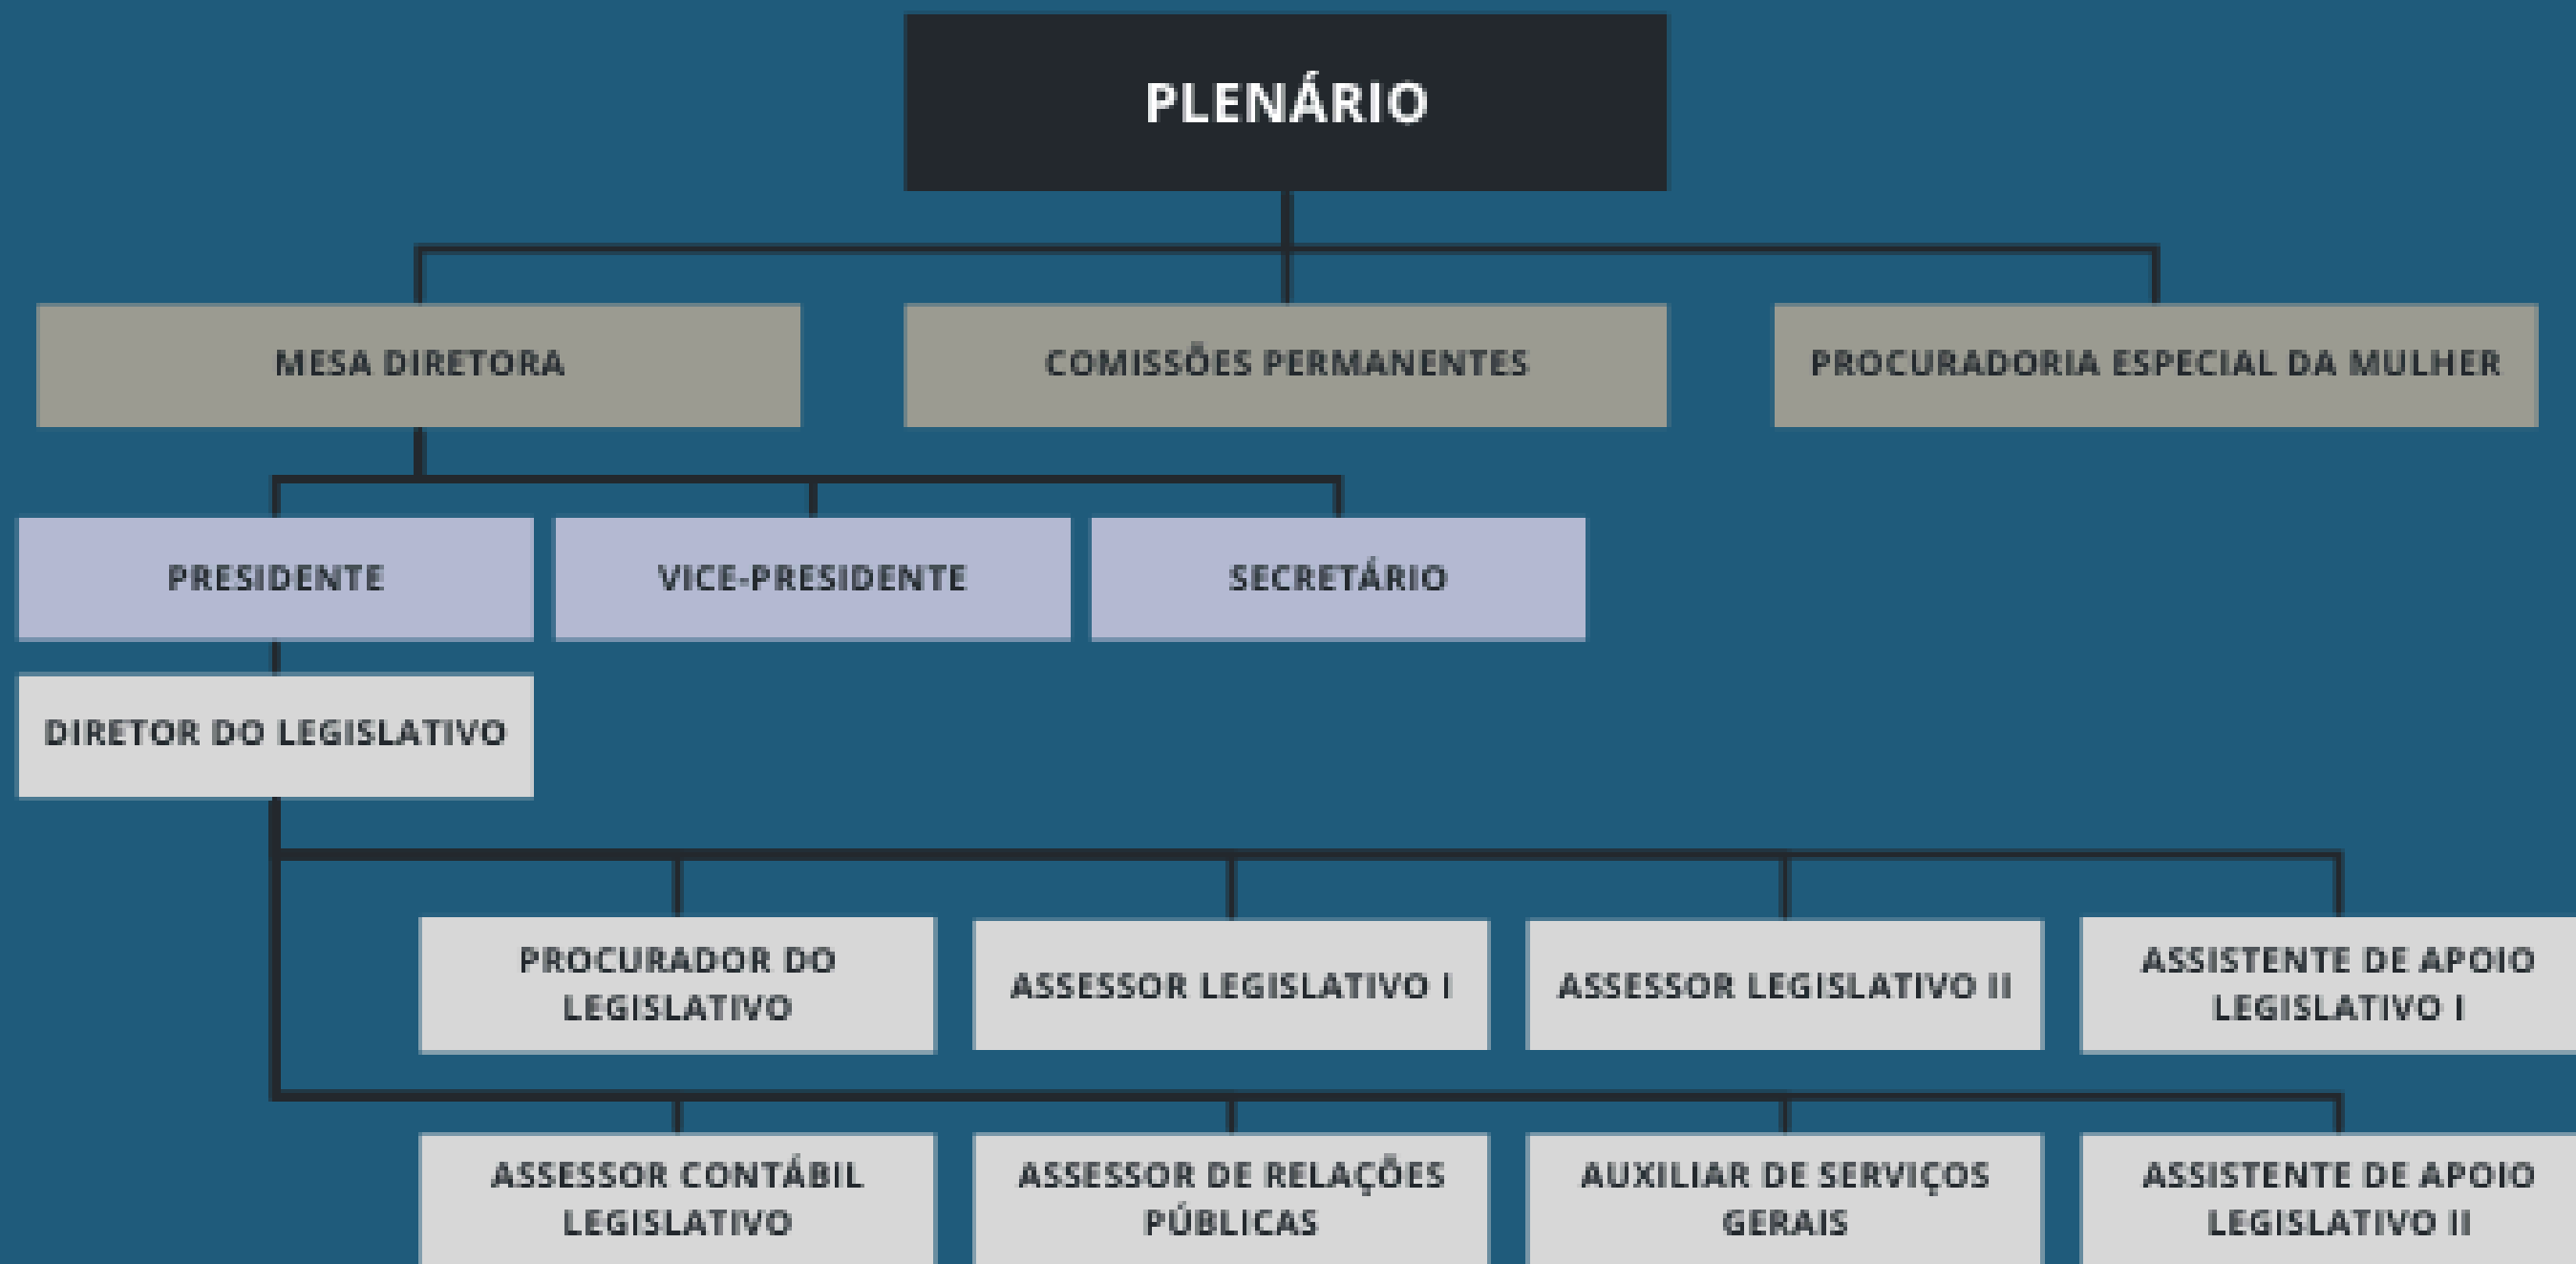 PLENÁRIO
MESA DIRETORA
COMISSÕES PERMANENTES
PROCURADORIA ESPECIAL DA MULHER
PRESIDENTE
VICE-PRESIDENTE
SECRETÁRIO
DIRETOR DO LEGISLATIVO
PROCURADOR DO
LEGISLATIVO
ASSESSOR LEGISLATIVO I
ASSESSOR LEGISLATIVO II
ASSISTENTE DE APOIO
LEGISLATIVO I
ASSESSOR CONTÁBIL
LEGISLATIVO
ASSESSOR DE RELAÇÕES
PÚBLICAS
AUXILIAR DE SERVIÇOS
GERAIS
ASSISTENTE DE APOIO
LEGISLATIVO II